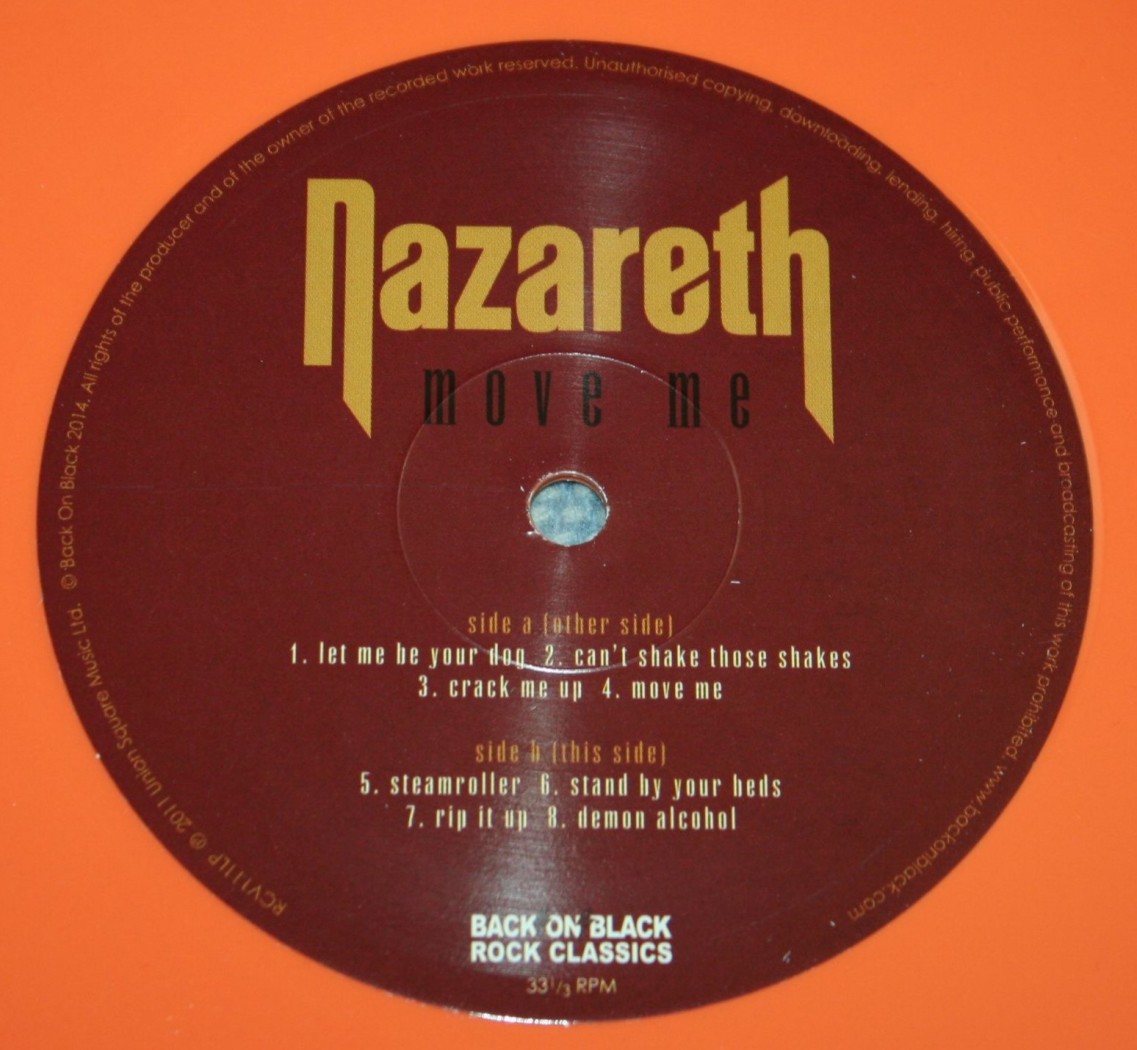 nazareth
move me
side a (other side)
1. let me be your dog 2. can't shake those shakes
3. crack me up 4. move me
side b (this side)
5. steamroller 6. stand by your beds
7. rip it up 8. demon alcohol
BACK ON BLACK
ROCK CLASSICS
33 1/3 RPM
RCV111LP ℗ 2011 Union Square Music Ltd. © Back On Black 2014. All rights of the producer and of the owner of the recorded work reserved. Unauthorised copying, downloading, lending, hiring, public performance and broadcasting of this work prohibited. www.backonblack.com